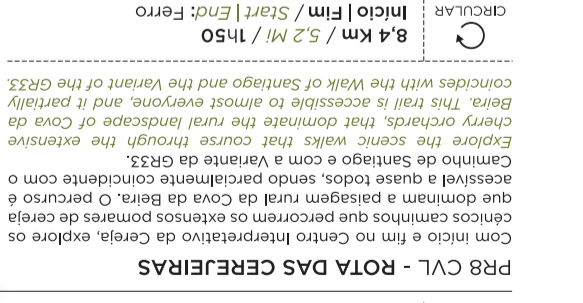 PR8 CVL - ROTA DAS CEREJEIRAS
Com início e fim no Centro Interpretativo da Cereja, explore os
cénicos caminhos que percorrem os extensos pomares de cereja
que dominam a paisagem rural da Cova da Beira. O percurso é
acessível a quase todos, sendo parcialmente coincidente com o
Caminho de Santiago e com a Variante da GR33.
Explore the scenic walks that course through the extensive
cherry orchards, that dominate the rural landscape of Cova da
Beira. This trail is accessible to almost everyone, and it partially
coincides with the Walk of Santiago and the Variant of the GR33.
CIRCULAR
8,4 Km / 5,2 Mi / 1h50
Início | Fim / Start | End: Ferro